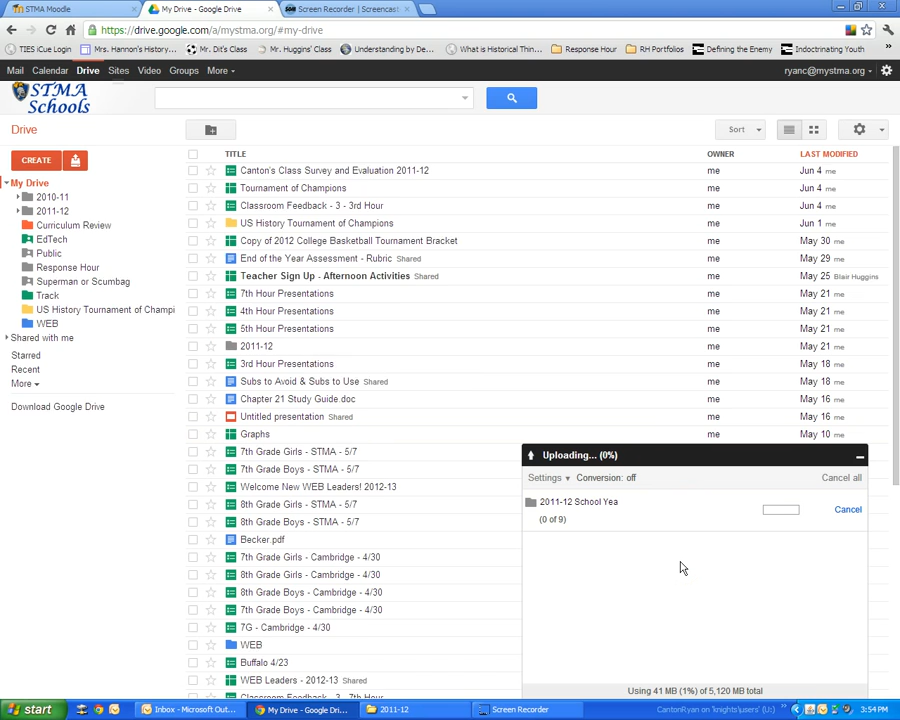 STMA Moodle
My Drive - Google Drive
Screen Recorder | Screencast
https://drive.google.com/a/mystma.org/#my-drive
TIES iCue Login
Mrs. Hannon's History...
Mr. Dit's Class
Mr. Huggins' Class
Understanding by De...
What is Historical Thin...
Response Hour
RH Portfolios
Defining the Enemy
Indoctrinating Youth
»
Mail Calendar Drive Sites Video Groups More
ryanc@mystma.org
STMA
Schools
Drive
Sort
CREATE
TITLE OWNER LAST MODIFIED
My Drive
2010-11
2011-12
Curriculum Review
EdTech
Public
Response Hour
Superman or Scumbag
Track
US History Tournament of Champi
WEB
Shared with me
Starred
Recent
More
Download Google Drive
Canton's Class Survey and Evaluation 2011-12 me Jun 4 me
Tournament of Champions me Jun 4 me
Classroom Feedback - 3 - 3rd Hour me Jun 4 me
US History Tournament of Champions me Jun 1 me
Copy of 2012 College Basketball Tournament Bracket me May 30 me
End of the Year Assessment - Rubric Shared me May 29 me
Teacher Sign Up - Afternoon Activities Shared me May 25 Blair Huggins
7th Hour Presentations me May 21 me
4th Hour Presentations me May 21 me
5th Hour Presentations me May 21 me
2011-12 me May 21 me
3rd Hour Presentations me May 18 me
Subs to Avoid & Subs to Use Shared me May 18 me
Chapter 21 Study Guide.doc me May 16 me
Untitled presentation Shared me May 16 me
Graphs me May 10 me
7th Grade Girls - STMA - 5/7
7th Grade Boys - STMA - 5/7
Welcome New WEB Leaders! 2012-13
8th Grade Girls - STMA - 5/7
8th Grade Boys - STMA - 5/7
Becker.pdf
7th Grade Girls - Cambridge - 4/30
8th Grade Girls - Cambridge - 4/30
8th Grade Boys - Cambridge - 4/30
7th Grade Boys - Cambridge - 4/30
7G - Cambridge - 4/30
WEB
Buffalo 4/23
WEB Leaders - 2012-13 Shared
Classroom Feedback - 3 - 7th Hour
Uploading... (0%)
Settings Conversion: off Cancel all
2011-12 School Yea
(0 of 9)
Cancel
Using 41 MB (1%) of 5,120 MB total
start
Inbox - Microsoft Out...
My Drive - Google Dri...
2011-12
Screen Recorder
CantonRyan on 'knights\users' (U:)
»
3:54 PM